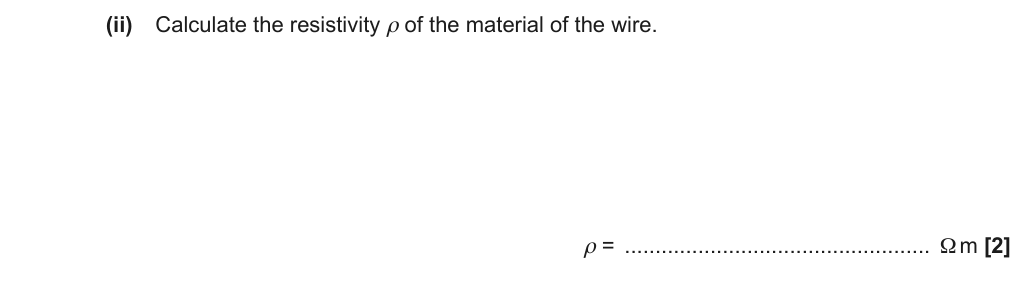 (ii) Calculate the resistivity ρ of the material of the wire.
ρ = .................................................. Ω m [2]